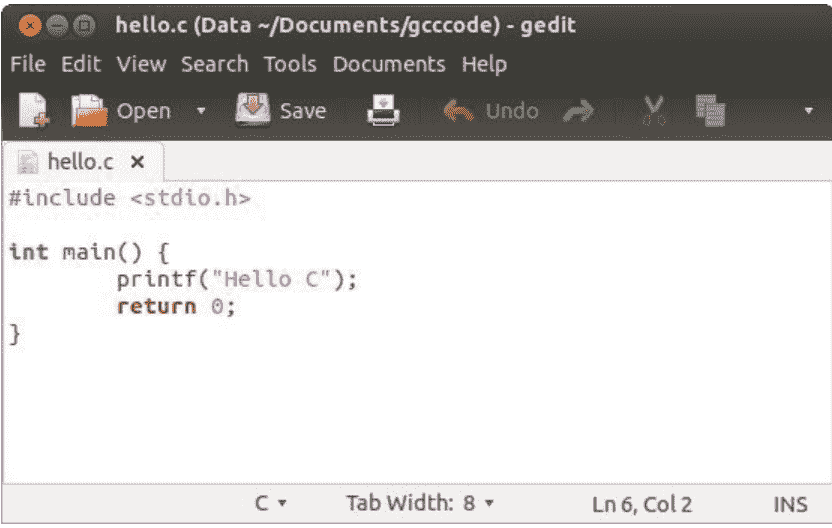 hello.c (Data ~/Documents/gcccode) - gedit
File Edit View Search Tools Documents Help
Open Save Undo
hello.c
#include <stdio.h>
int main() {
        printf("Hello C");
        return 0;
}
C Tab Width: 8 Ln 6, Col 2 INS